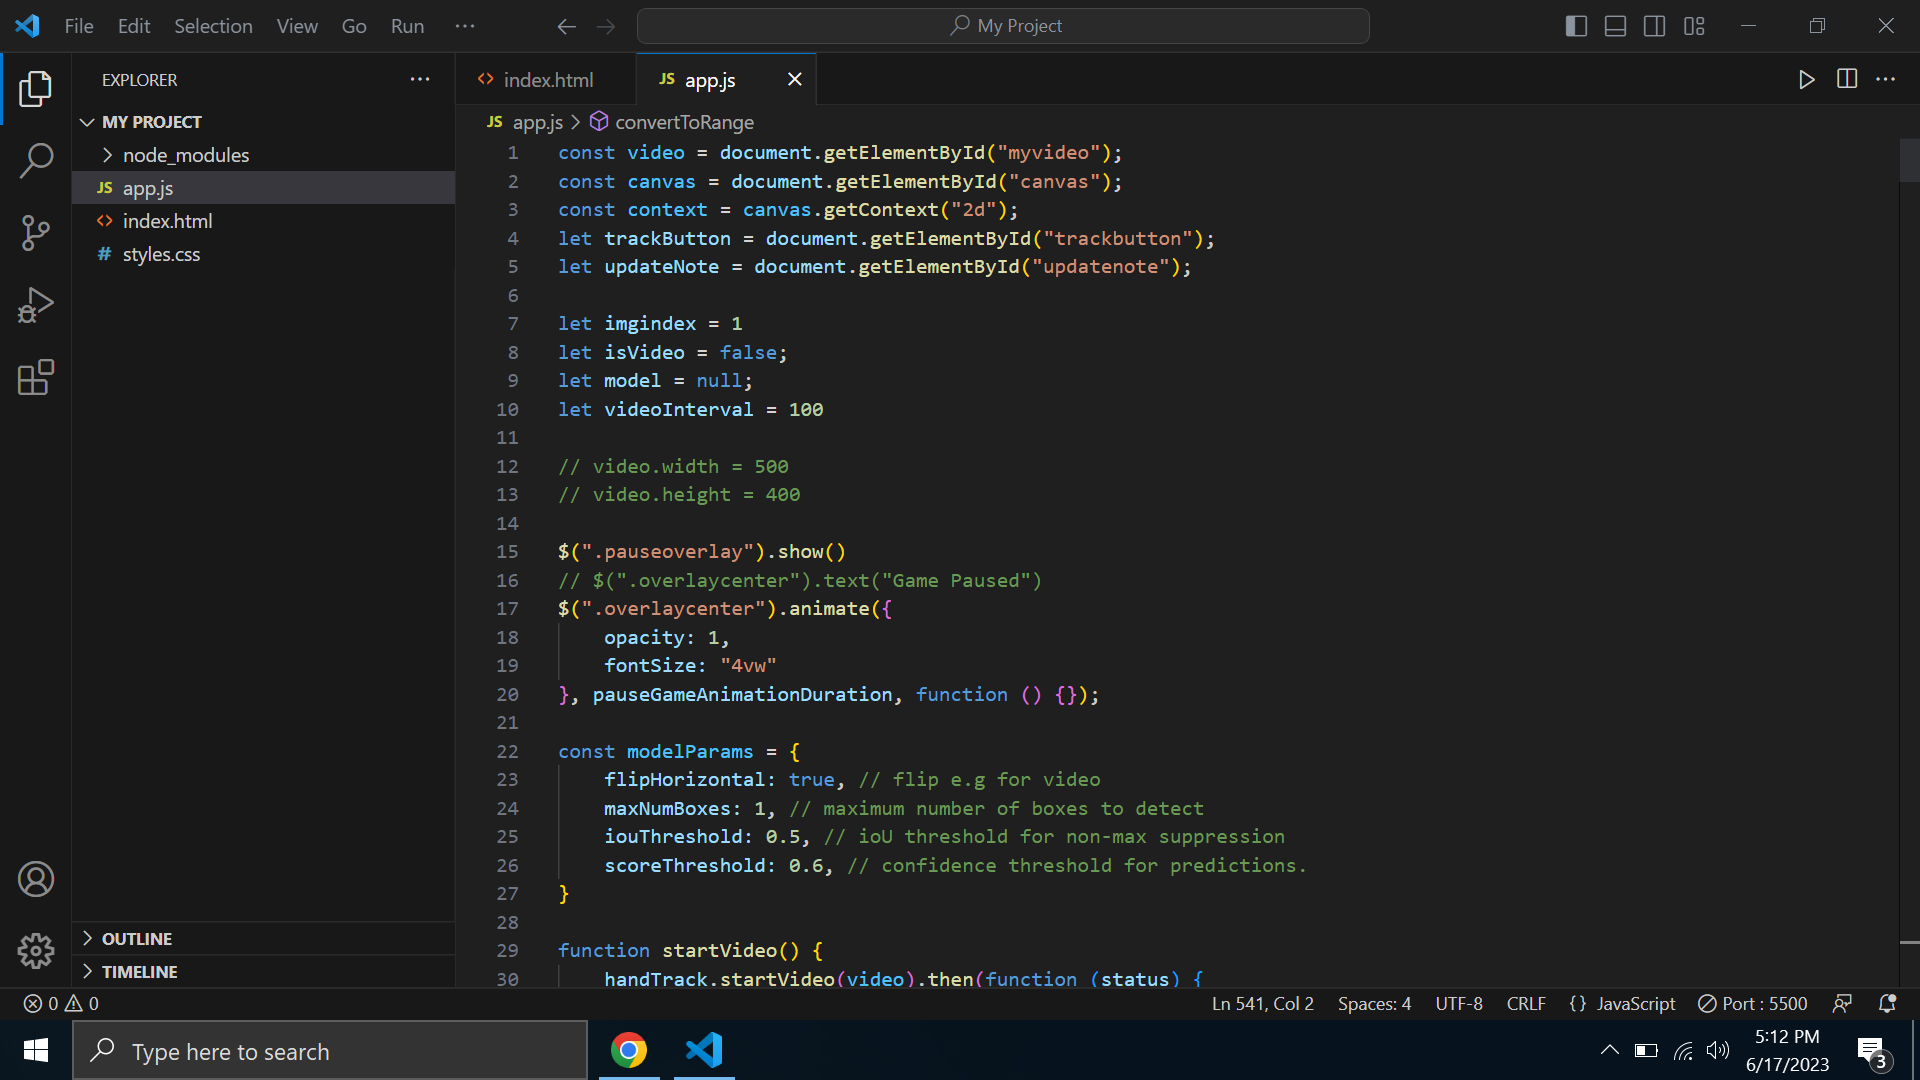 File Edit Selection View Go Run ···
My Project
EXPLORER ···
MY PROJECT
node_modules
JS app.js
<> index.html
# styles.css
OUTLINE
TIMELINE
<> index.html
JS app.js
JS app.js > convertToRange
1 const video = document.getElementById("myvideo");
2 const canvas = document.getElementById("canvas");
3 const context = canvas.getContext("2d");
4 let trackButton = document.getElementById("trackbutton");
5 let updateNote = document.getElementById("updatenote");
6
7 let imgindex = 1
8 let isVideo = false;
9 let model = null;
10 let videoInterval = 100
11
12 // video.width = 500
13 // video.height = 400
14
15 $(".pauseoverlay").show()
16 // $(".overlaycenter").text("Game Paused")
17 $(".overlaycenter").animate({
18     opacity: 1,
19     fontSize: "4vw"
20 }, pauseGameAnimationDuration, function () {});
21
22 const modelParams = {
23     flipHorizontal: true, // flip e.g for video
24     maxNumBoxes: 1, // maximum number of boxes to detect
25     iouThreshold: 0.5, // ioU threshold for non-max suppression
26     scoreThreshold: 0.6, // confidence threshold for predictions.
27 }
28
29 function startVideo() {
30     handTrack.startVideo(video).then(function (status) {
0 0
Ln 541, Col 2 Spaces: 4 UTF-8 CRLF {} JavaScript Port : 5500
Type here to search
5:12 PM
6/17/2023
3